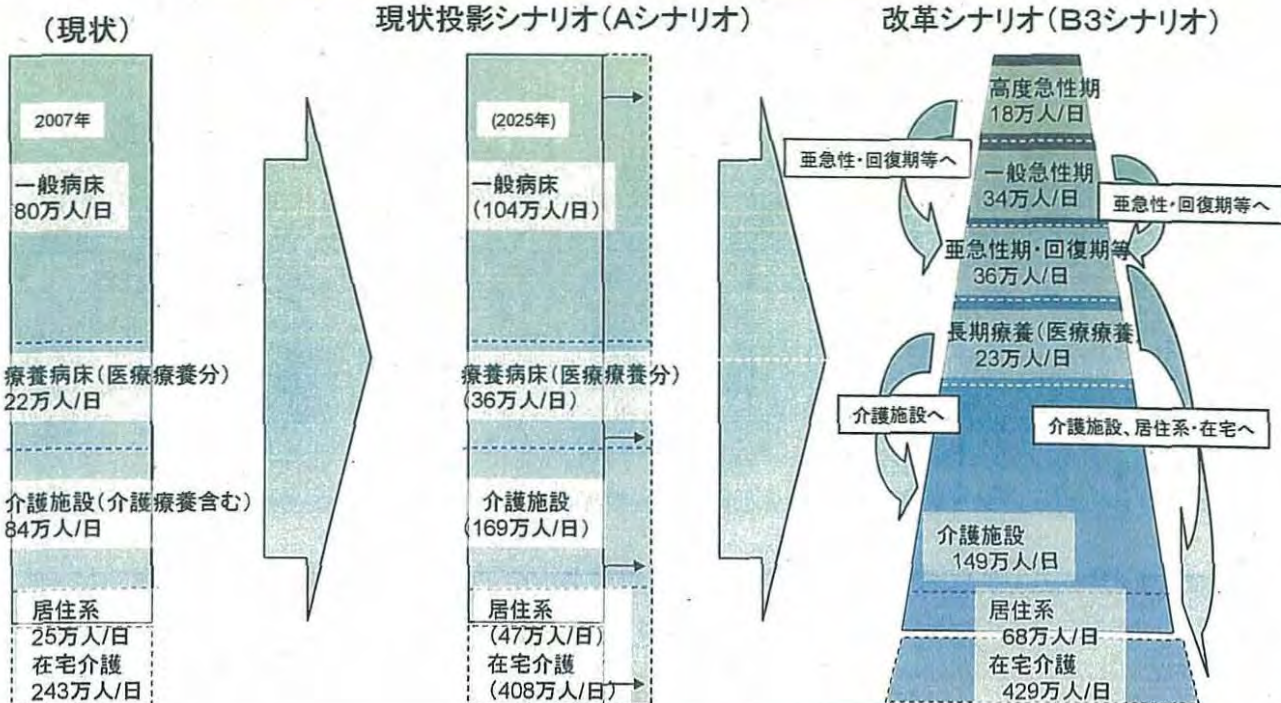 (現状)
2007年
一般病床
80万人/日
療養病床(医療療養分)
22万人/日
介護施設(介護療養含む)
84万人/日
居住系
25万人/日
在宅介護
243万人/日
現状投影シナリオ(Aシナリオ)
(2025年)
一般病床
(104万人/日)
療養病床(医療療養分)
(36万人/日)
介護施設
(169万人/日)
居住系
(47万人/日)
在宅介護
(408万人/日)
改革シナリオ(B3シナリオ)
高度急性期
18万人/日
亜急性・回復期等へ
一般急性期
34万人/日
亜急性・回復期等へ
亜急性期・回復期等
36万人/日
長期療養(医療療養
23万人/日
介護施設へ
介護施設、居住系・在宅へ
介護施設
149万人/日
居住系
68万人/日
在宅介護
429万人/日